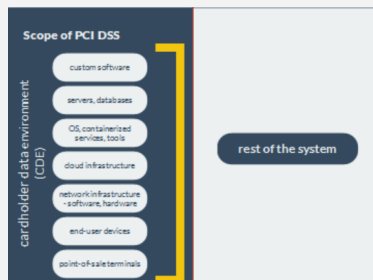 Scope of PCI DSS
cardholder data environment
(CDE)
custom software
servers, databases
OS, containerized
services, tools
cloud infrastructure
network infrastructure
- software, hardware
end-user devices
point-of-sale terminals
rest of the system